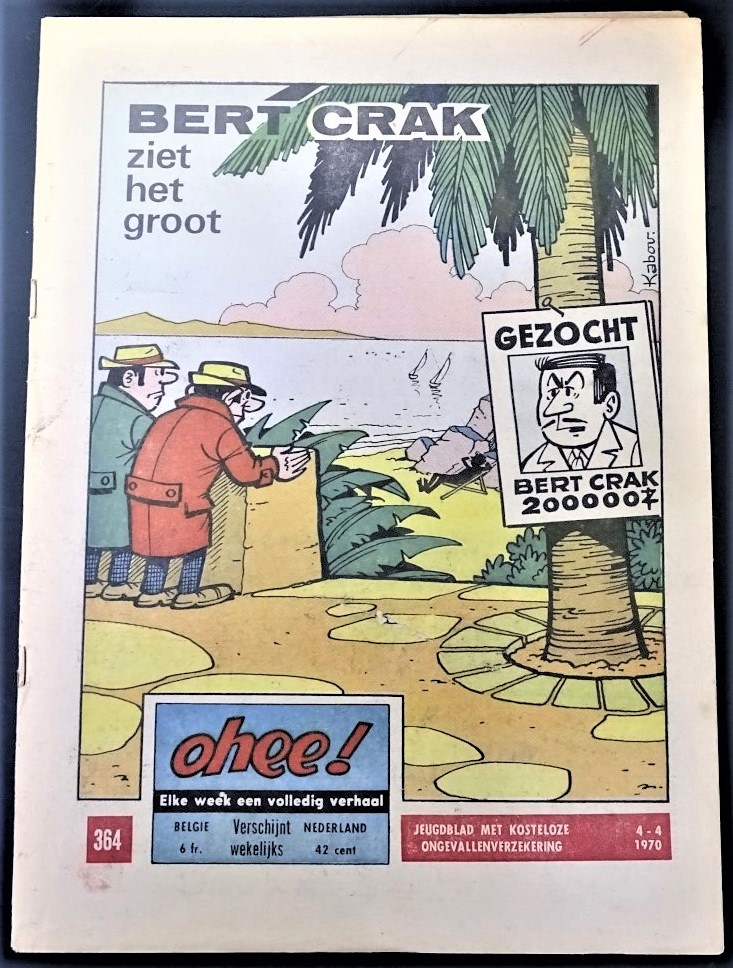 BERT CRAK
ziet
het
groot
Kabou.
GEZOCHT
BERT CRAK
200000
ohee!
Elke week een volledig verhaal
BELGIE
6 fr.
Verschijnt
wekelijks
NEDERLAND
42 cent
364
JEUGDBLAD MET KOSTELOZE
ONGEVALLENVERZEKERING
4-4
1970